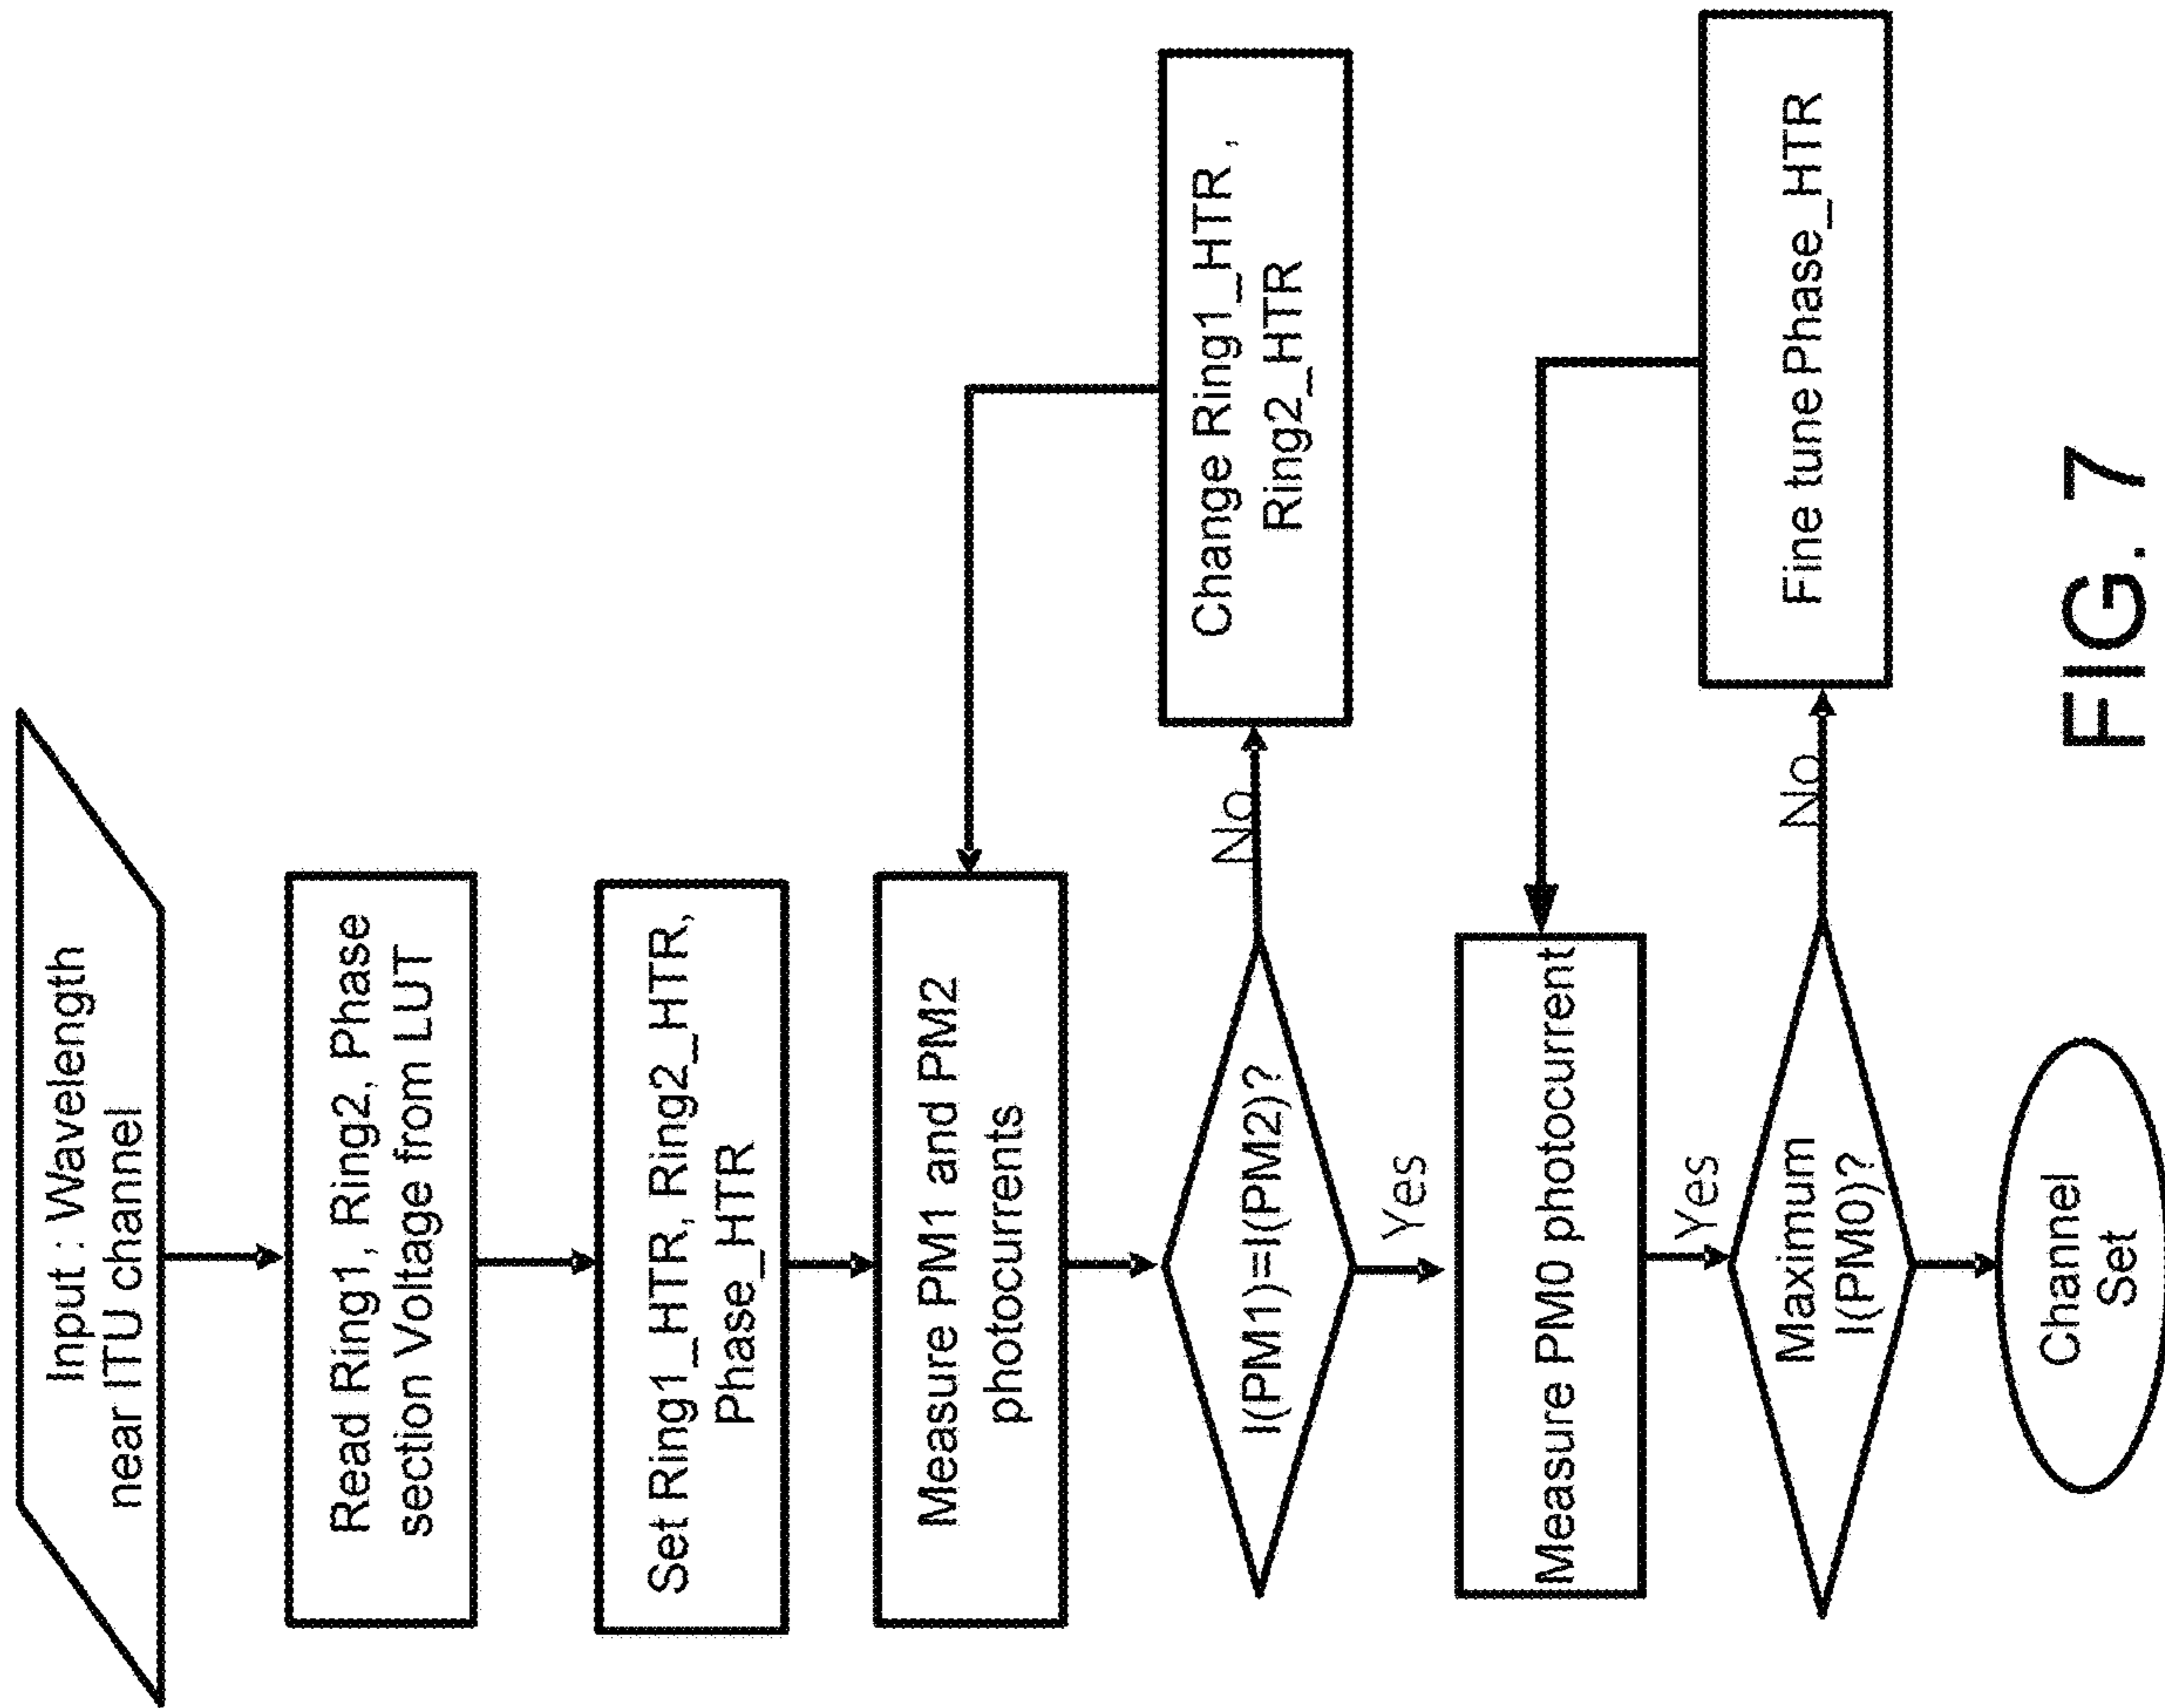 Input : Wavelength
near ITU channel
Read Ring1, Ring2, Phase
section Voltage from LUT
Set Ring1_HTR, Ring2_HTR,
Phase_HTR
Measure PM1 and PM2
photocurrents
I(PM1)=I(PM2)?
No
Change Ring1_HTR ,
Ring2_HTR
Yes
Measure PM0 photocurrent
Yes
Maximum
I(PM0)?
No
Fine tune Phase_HTR
Channel
Set
FIG. 7